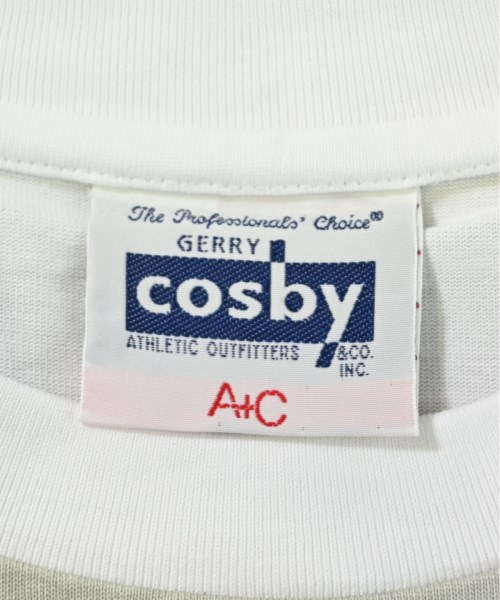 The Professionals' Choice®
GERRY
cosby
ATHLETIC OUTFITTERS &CO.
INC.
A+C